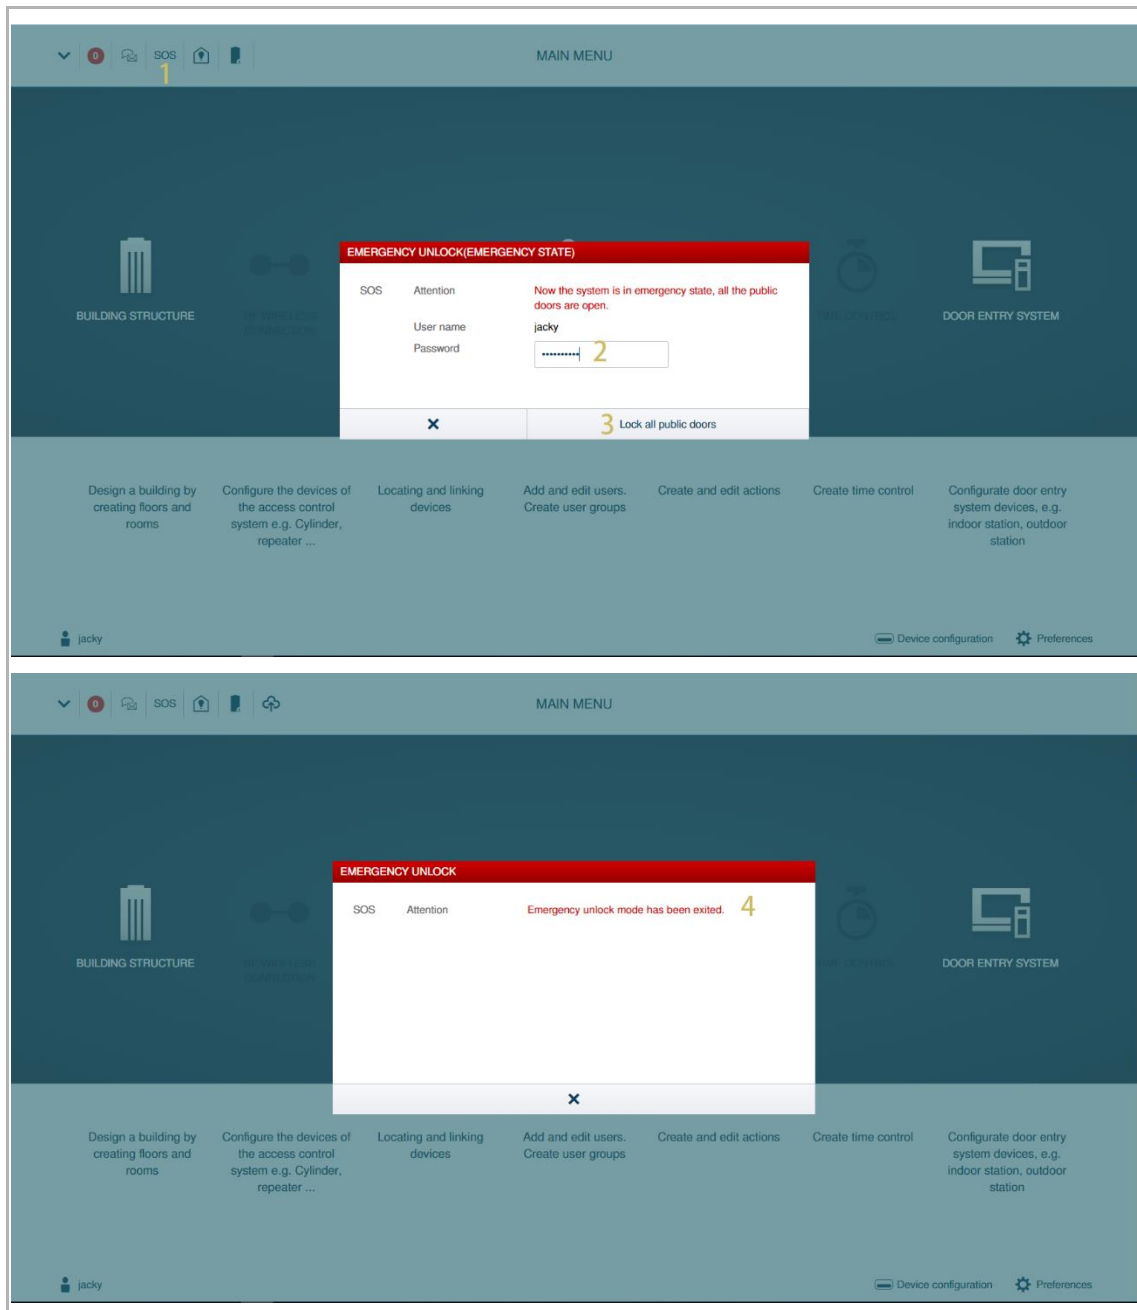 0
SOS
MAIN MENU
1
EMERGENCY UNLOCK(EMERGENCY STATE)
SOS Attention Now the system is in emergency state, all the public
doors are open.
User name jacky
Password •••••••••• 2
3 Lock all public doors
BUILDING STRUCTURE
DOOR ENTRY SYSTEM
Design a building by
creating floors and
rooms
Configure the devices of
the access control
system e.g. Cylinder,
repeater ...
Locating and linking
devices
Add and edit users.
Create user groups
Create and edit actions
Create time control
Configurate door entry
system devices, e.g.
indoor station, outdoor
station
jacky
Device configuration
Preferences
0
SOS
MAIN MENU
EMERGENCY UNLOCK
SOS Attention Emergency unlock mode has been exited. 4
BUILDING STRUCTURE
DOOR ENTRY SYSTEM
Design a building by
creating floors and
rooms
Configure the devices of
the access control
system e.g. Cylinder,
repeater ...
Locating and linking
devices
Add and edit users.
Create user groups
Create and edit actions
Create time control
Configurate door entry
system devices, e.g.
indoor station, outdoor
station
jacky
Device configuration
Preferences